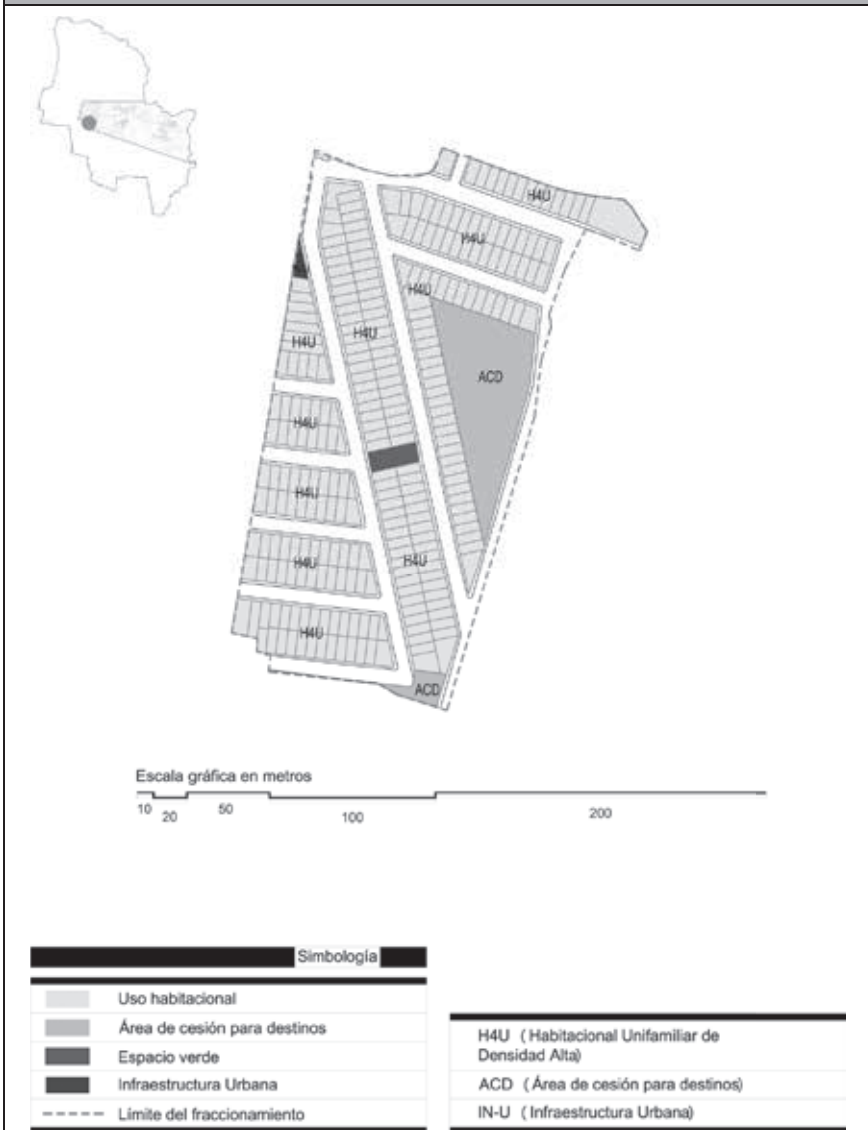 H4U
H4U
H4U
H4U
H4U
ACD
H4U
H4U
H4U
H4U
H4U
ACD
Escala gráfica en metros
10 20 50 100 200
Simbología
Uso habitacional
Área de cesión para destinos
Espacio verde
Infraestructura Urbana
Límite del fraccionamiento
H4U ( Habitacional Unifamiliar de
Densidad Alta)
ACD ( Área de cesión para destinos)
IN-U ( Infraestructura Urbana)